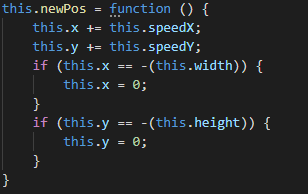 this.newPos = function () {
    this.x += this.speedX;
    this.y += this.speedY;
    if (this.x == -(this.width)) {
        this.x = 0;
    }
    if (this.y == -(this.height)) {
        this.y = 0;
    }
}